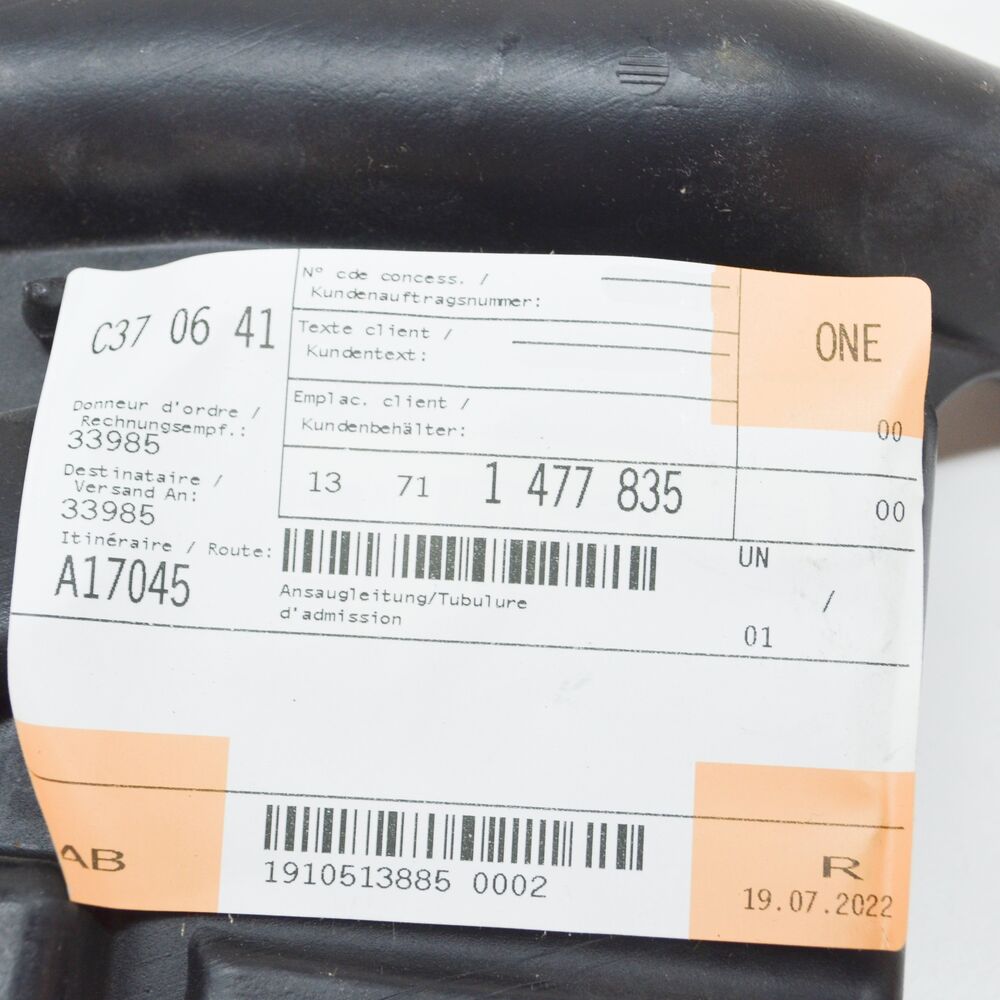 C37 06 41
Donneur d'ordre /
Rechnungsempf.:
33985
Destinataire /
Versand An:
33985
Itinéraire / Route:
A17045
N° cde concess. /
Kundenauftragsnummer:
Texte client /
Kundentext:
Emplac. client /
Kundenbehälter:
13 71 1 477 835
Ansaugleitung/Tubulure
d'admission
ONE
00
00
UN
/
01
AB
1910513885 0002
R
19.07.2022